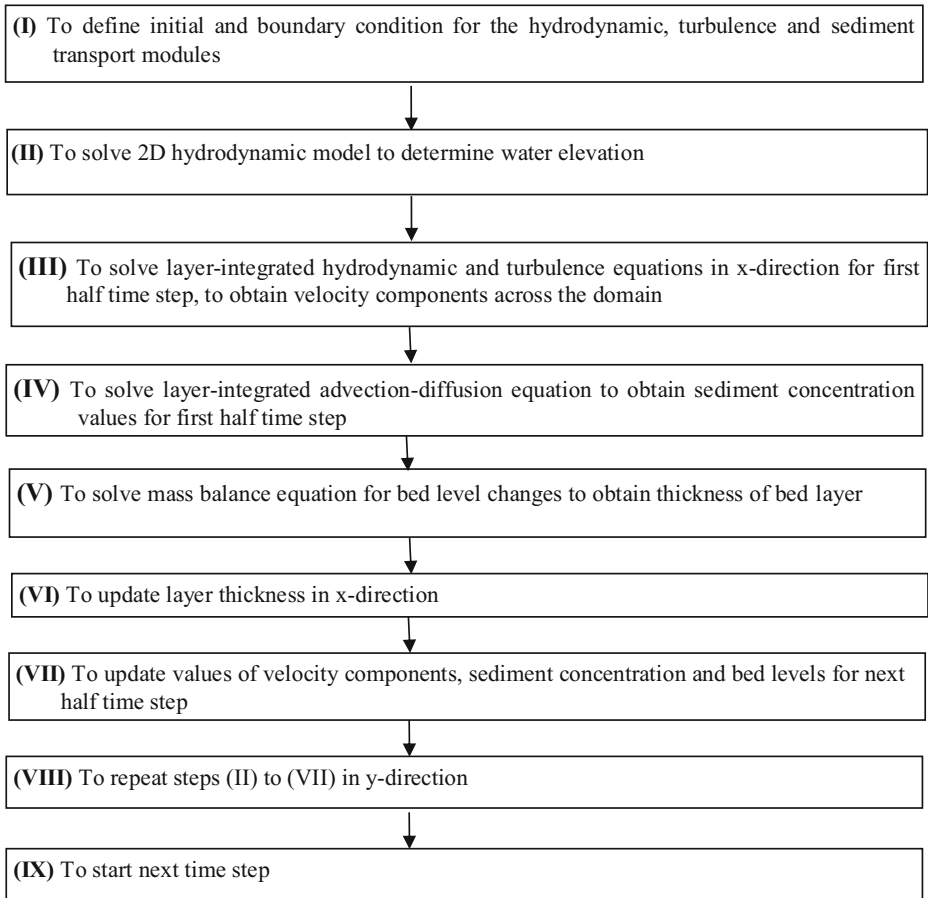 (I) To define initial and boundary condition for the hydrodynamic, turbulence and sediment
transport modules
(II) To solve 2D hydrodynamic model to determine water elevation
(III) To solve layer-integrated hydrodynamic and turbulence equations in x-direction for first
half time step, to obtain velocity components across the domain
(IV) To solve layer-integrated advection-diffusion equation to obtain sediment concentration
values for first half time step
(V) To solve mass balance equation for bed level changes to obtain thickness of bed layer
(VI) To update layer thickness in x-direction
(VII) To update values of velocity components, sediment concentration and bed levels for next
half time step
(VIII) To repeat steps (II) to (VII) in y-direction
(IX) To start next time step